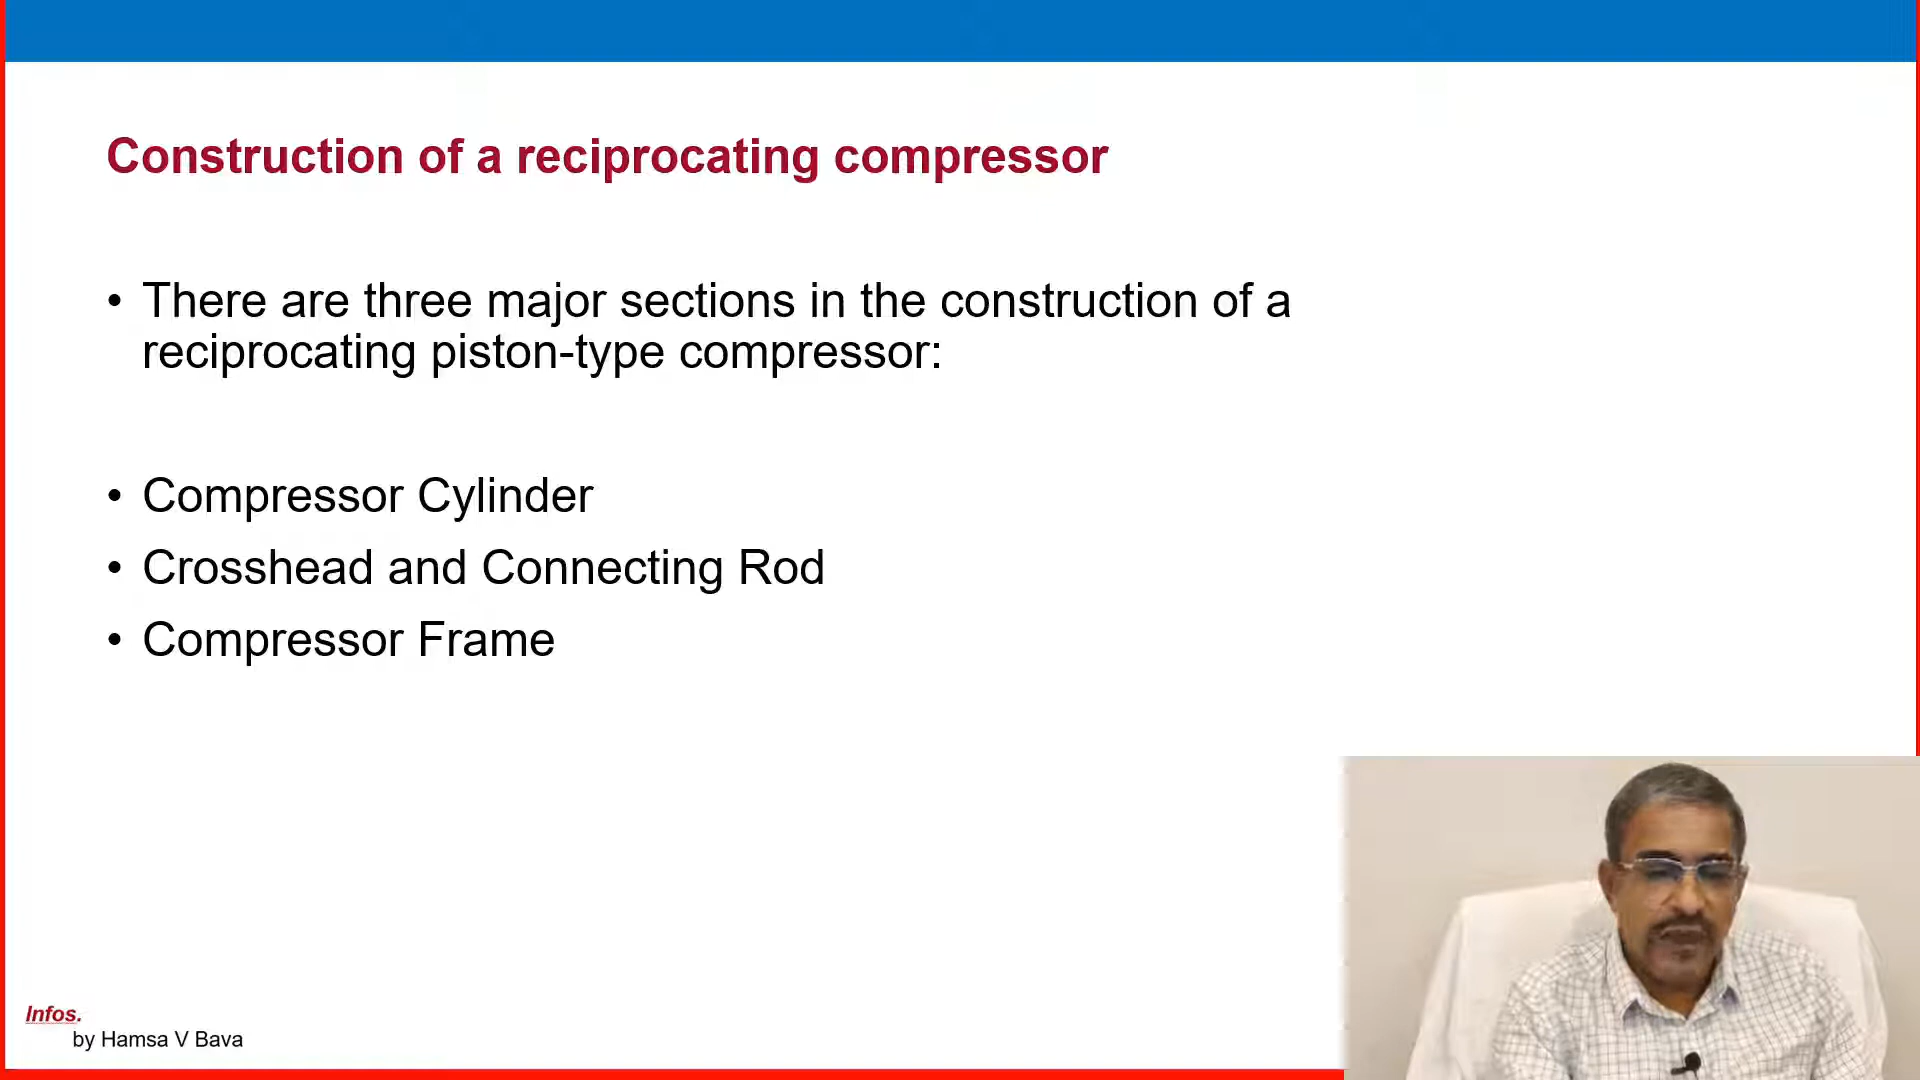 Construction of a reciprocating compressor
• There are three major sections in the construction of a
reciprocating piston-type compressor:
• Compressor Cylinder
• Crosshead and Connecting Rod
• Compressor Frame
Infos.
by Hamsa V Bava